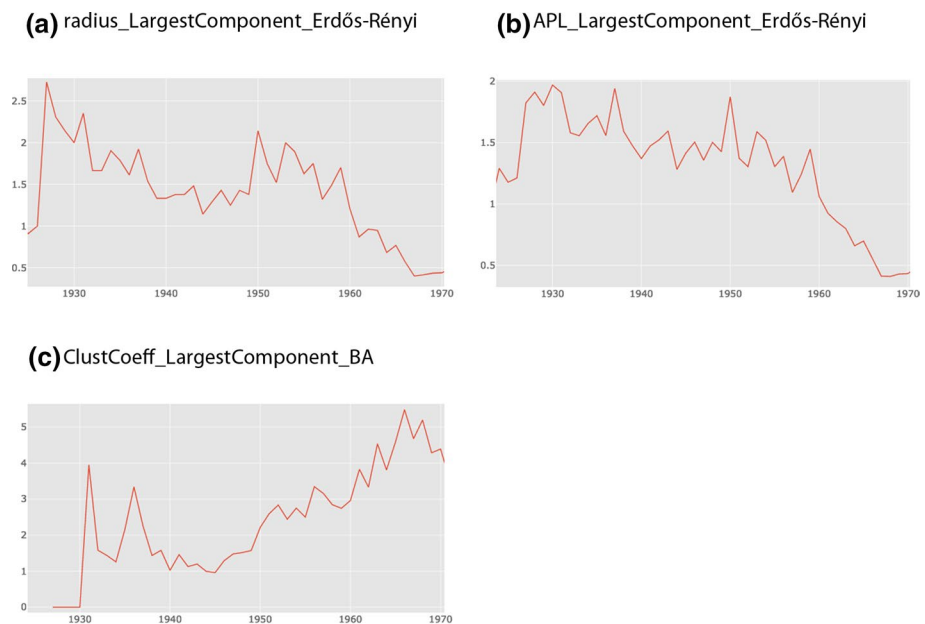 (a) radius_LargestComponent_Erdős-Rényi
2.5
2
1.5
1
0.5
1930 1940 1950 1960 1970
(b) APL_LargestComponent_Erdős-Rényi
2
1.5
1
0.5
1930 1940 1950 1960 1970
(c) ClustCoeff_LargestComponent_BA
5
4
3
2
1
0
1930 1940 1950 1960 1970